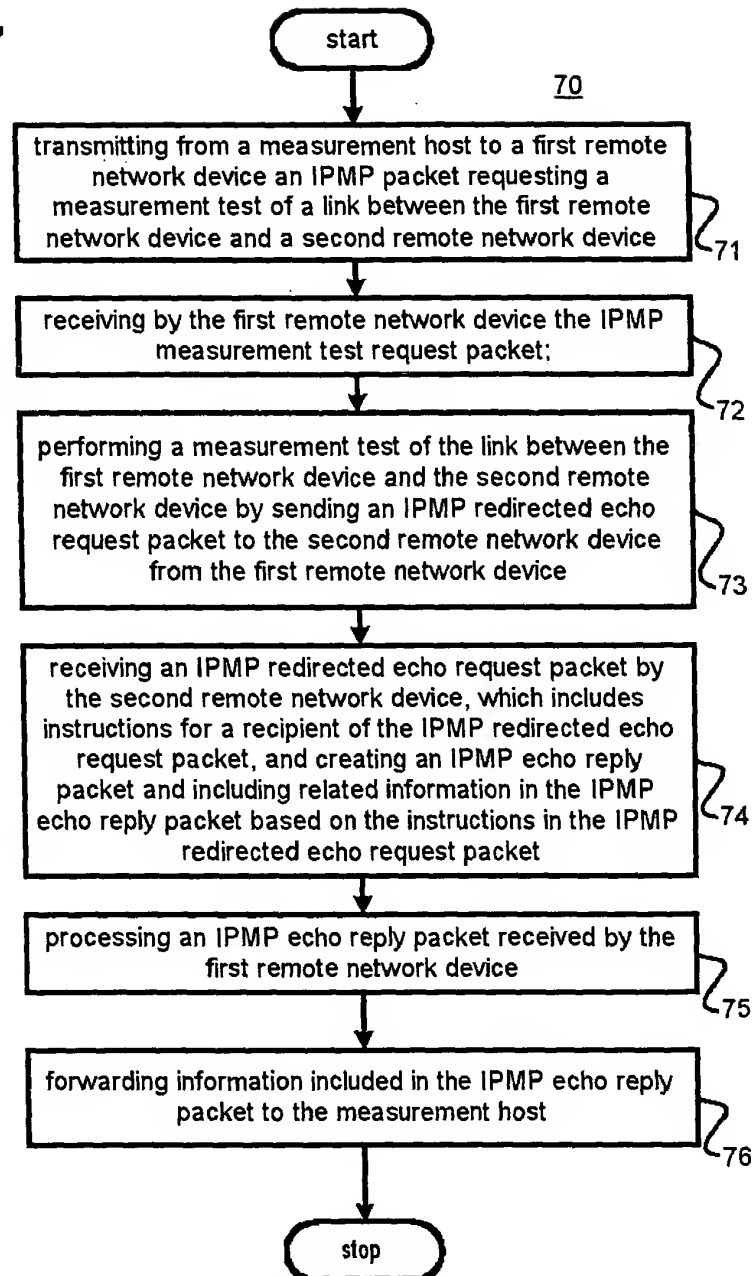 start
70
transmitting from a measurement host to a first remote
network device an IPMP packet requesting a
measurement test of a link between the first remote
network device and a second remote network device
71
receiving by the first remote network device the IPMP
measurement test request packet;
72
performing a measurement test of the link between the
first remote network device and the second remote
network device by sending an IPMP redirected echo
request packet to the second remote network device
from the first remote network device
73
receiving an IPMP redirected echo request packet by
the second remote network device, which includes
instructions for a recipient of the IPMP redirected echo
request packet, and creating an IPMP echo reply
packet and including related information in the IPMP
echo reply packet based on the instructions in the IPMP
redirected echo request packet
74
processing an IPMP echo reply packet received by the
first remote network device
75
forwarding information included in the IPMP echo reply
packet to the measurement host
76
stop